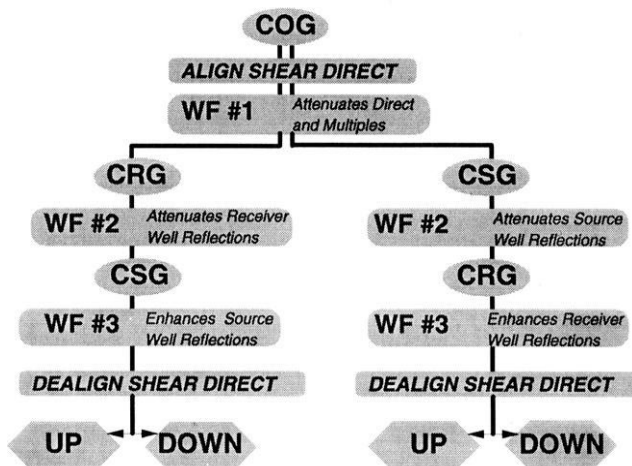 COG
ALIGN SHEAR DIRECT
WF #1 Attenuates Direct
and Multiples
CRG
WF #2 Attenuates Receiver
Well Reflections
CSG
WF #3 Enhances Source
Well Reflections
DEALIGN SHEAR DIRECT
UP DOWN
CSG
WF #2 Attenuates Source
Well Reflections
CRG
WF #3 Enhances Receiver
Well Reflections
DEALIGN SHEAR DIRECT
UP DOWN